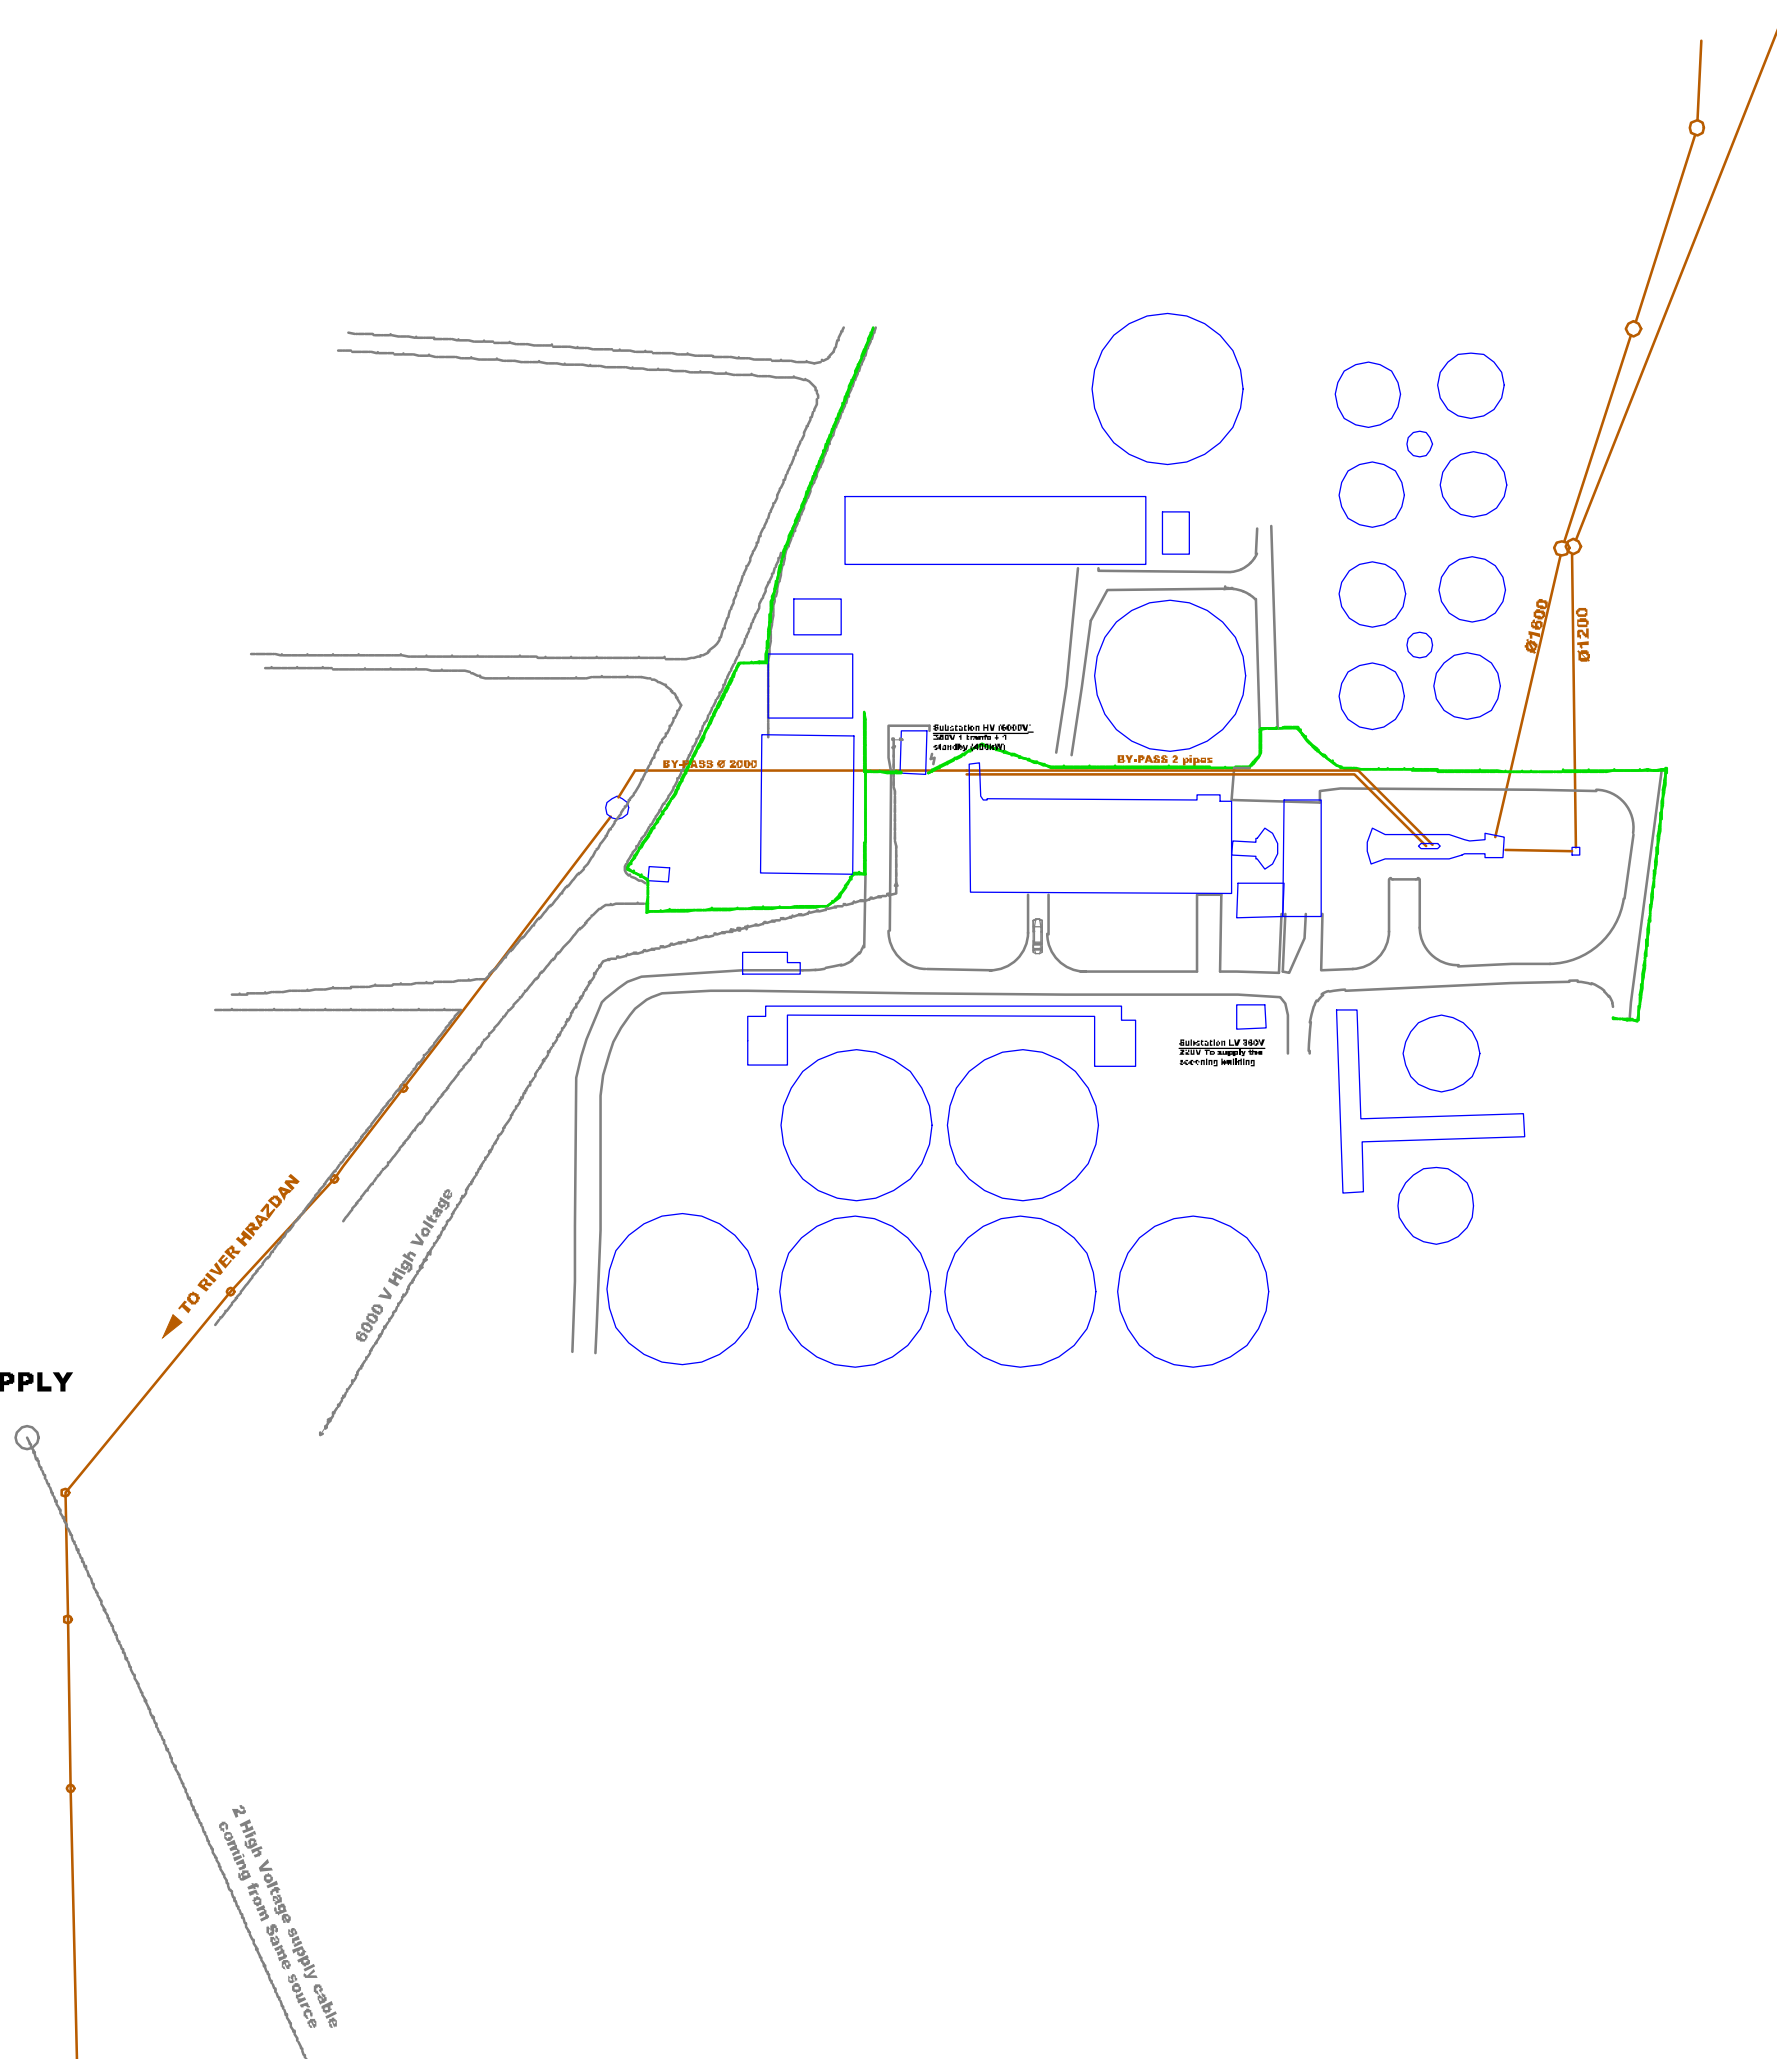 Ø1600
Ø1200
Substation HV (6000V_
380V 1 transfo + 1
standby (400kW)
BY-PASS Ø 2000
BY-PASS 2 pipes
Substation LV 380V
220V To supply the
screening building
TO RIVER HRAZDAN
6000 V High Voltage
PPLY
2 High Voltage supply cable
coming from Same source